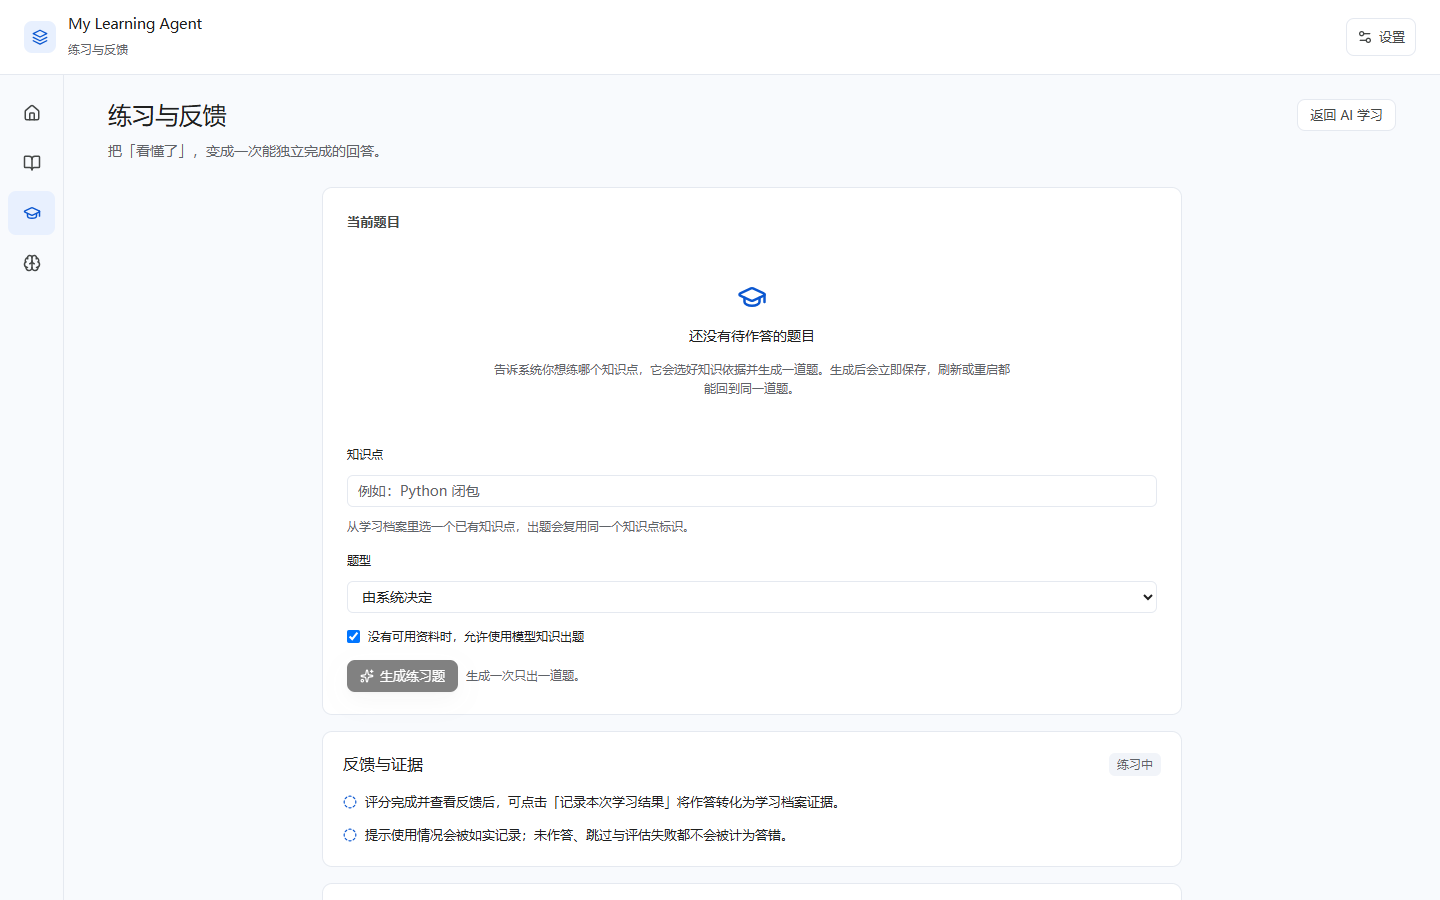 My Learning Agent
练习与反馈
设置
练习与反馈
返回 AI 学习
把「看懂了」，变成一次能独立完成的回答。
当前题目
还没有待作答的题目
告诉系统你想练哪个知识点，它会选好知识依据并生成一道题。生成后会立即保存，刷新或重启都
能回到同一道题。
知识点
例如：Python 闭包
从学习档案里选一个已有知识点，出题会复用同一个知识点标识。
题型
由系统决定
没有可用资料时，允许使用模型知识出题
生成练习题
生成一次只出一道题。
反馈与证据
练习中
评分完成并查看反馈后，可点击「记录本次学习结果」将作答转化为学习档案证据。
提示使用情况会被如实记录；未作答、跳过与评估失败都不会被计为答错。